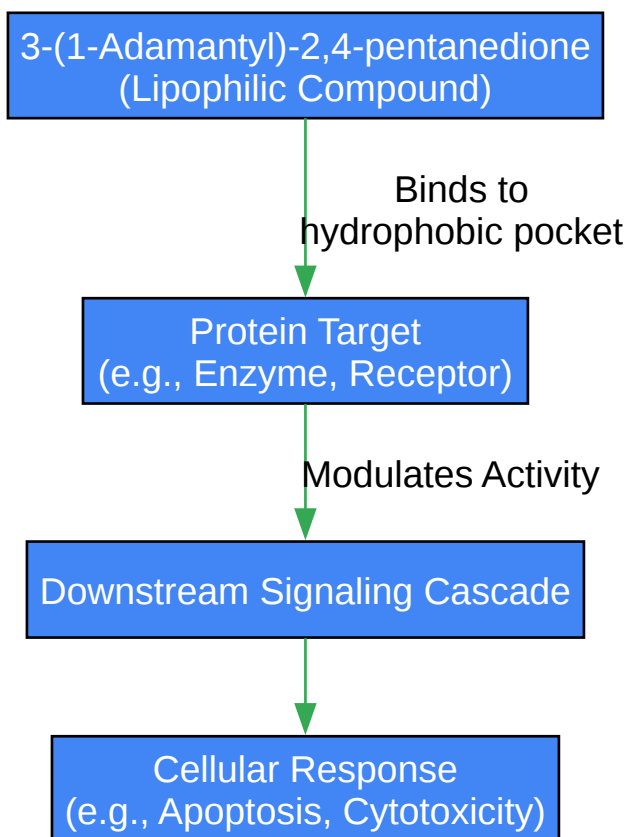 3-(1-Adamantyl)-2,4-pentanedione
(Lipophilic Compound)
Binds to
hydrophobic pocket
Protein Target
(e.g., Enzyme, Receptor)
Modulates Activity
Downstream Signaling Cascade
Cellular Response
(e.g., Apoptosis, Cytotoxicity)